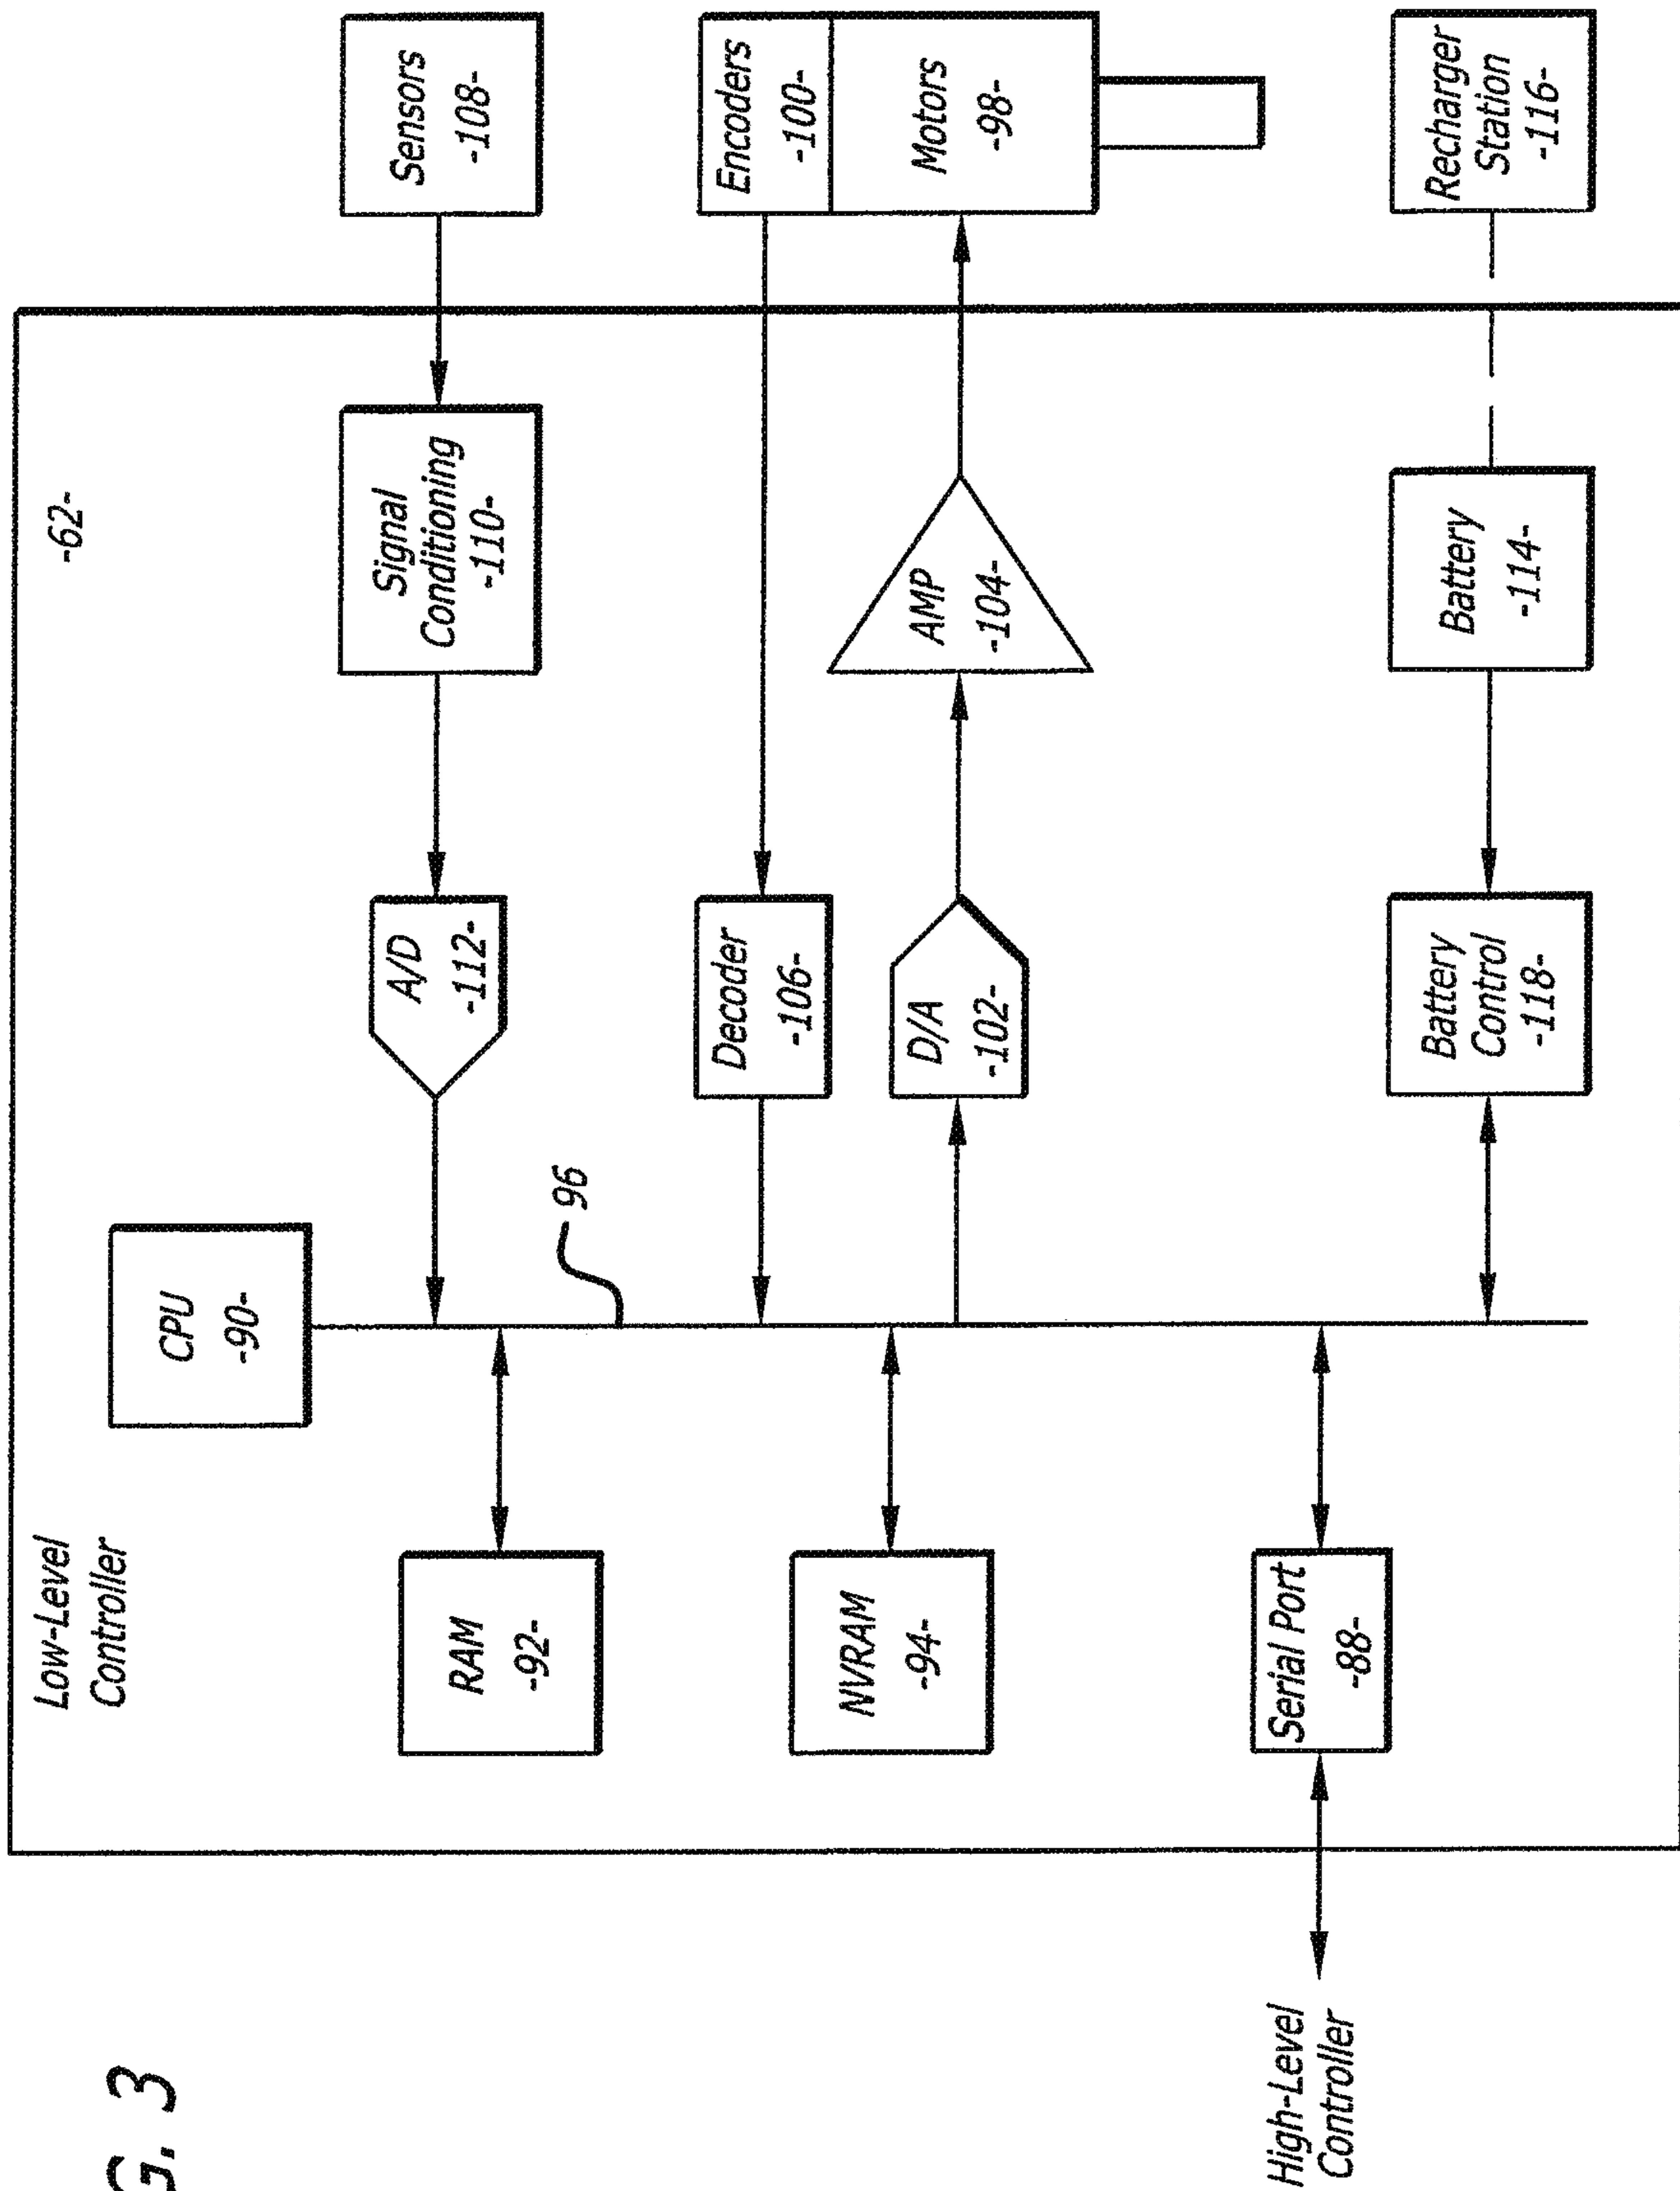 G. 3
Low-Level
Controller
-62-
CPU
-90-
RAM
-92-
NVRAM
-94-
Serial Port
-88-
High-Level
Controller
96
A/D
-112-
Signal
Conditioning
-110-
Sensors
-108-
Decoder
-106-
Encoders
-100-
D/A
-102-
AMP
-104-
Motors
-98-
Battery
Control
-118-
Battery
-114-
Recharger
Station
-116-